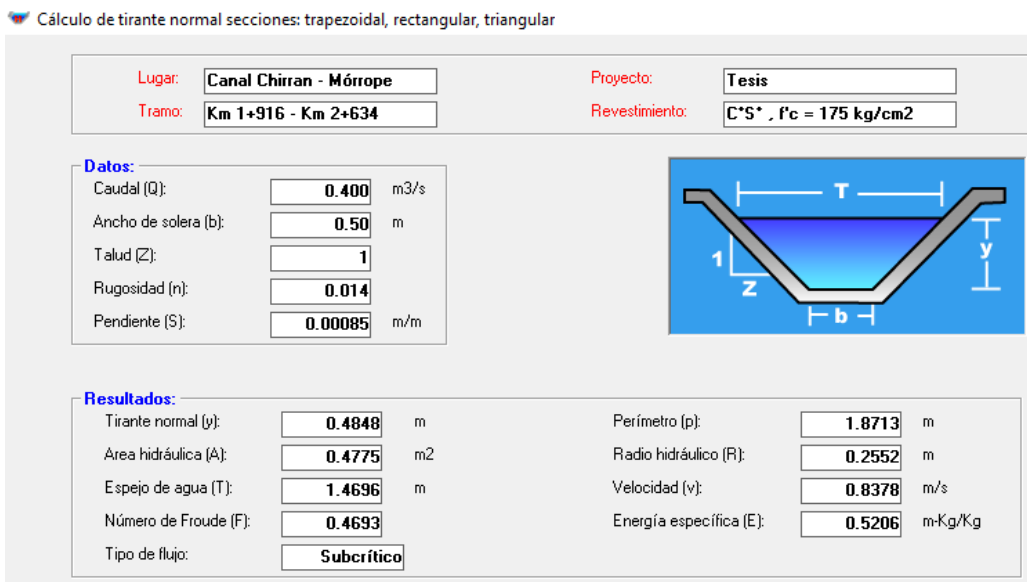 Cálculo de tirante normal secciones: trapezoidal, rectangular, triangular
Lugar: Canal Chirran - Mórrope Proyecto: Tesis
Tramo: Km 1+916 - Km 2+634 Revestimiento: C*S* , f'c = 175 kg/cm2
Datos:
Caudal (Q): 0.400 m3/s
Ancho de solera (b): 0.50 m
Talud (Z): 1
Rugosidad (n): 0.014
Pendiente (S): 0.00085 m/m
T
y
1
Z
b
Resultados:
Tirante normal (y): 0.4848 m Perímetro (p): 1.8713 m
Area hidráulica (A): 0.4775 m2 Radio hidráulico (R): 0.2552 m
Espejo de agua (T): 1.4696 m Velocidad (v): 0.8378 m/s
Número de Froude (F): 0.4693 Energía específica (E): 0.5206 m-Kg/Kg
Tipo de flujo: Subcrítico